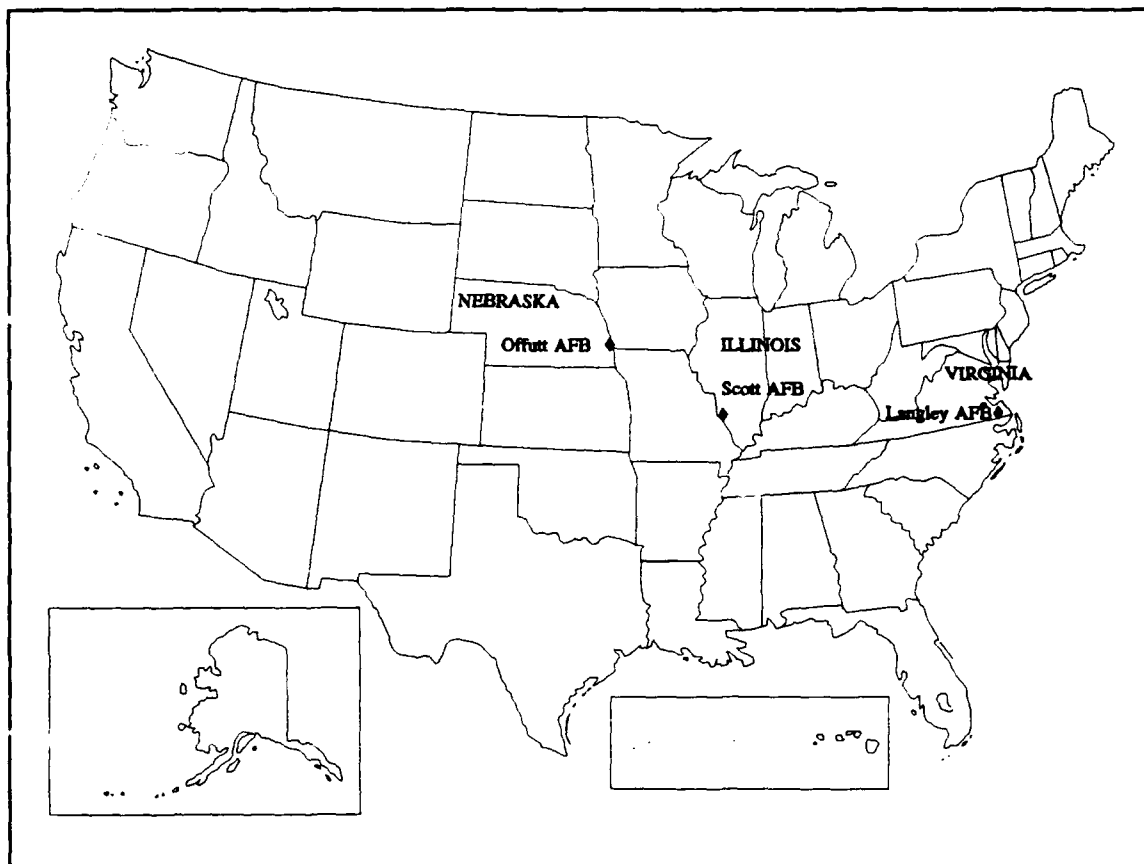 NEBRASKA
Offutt AFB
ILLINOIS
Scott AFB
VIRGINIA
Langley AFB